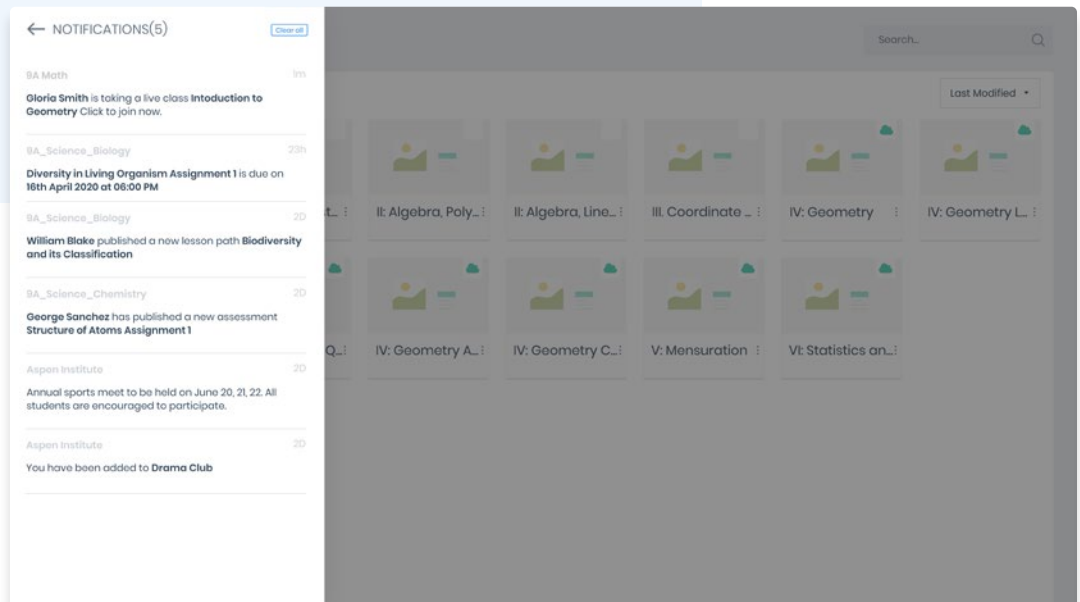 NOTIFICATIONS(5)
Clear all
9A Math 1m
Gloria Smith is taking a live class Intoduction to
Geometry Click to join now.
9A_Science_Biology 23h
Diversity in Living Organism Assignment 1 is due on
16th April 2020 at 06:00 PM
9A_Science_Biology 2D
William Blake published a new lesson path Biodiversity
and its Classification
9A_Science_Chemistry 2D
George Sanchez has published a new assessment
Structure of Atoms Assignment 1
Aspen Institute 2D
Annual sports meet to be held on June 20, 21, 22. All
students are encouraged to participate.
Aspen Institute 2D
You have been added to Drama Club
Search...
Last Modified
t... II: Algebra, Poly... II: Algebra, Line... III. Coordinate ... IV: Geometry IV: Geometry L...
Q... IV: Geometry A... IV: Geometry C... V: Mensuration VI: Statistics an...